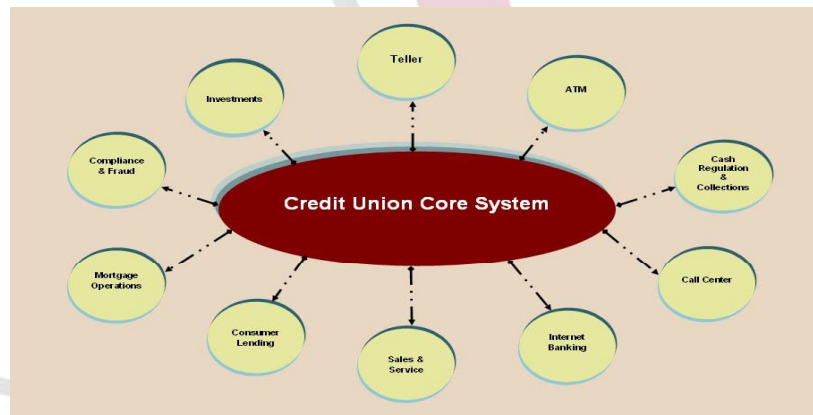 Teller
Investments
ATM
Compliance
& Fraud
Cash
Regulation
&
Collections
Credit Union Core System
Mortgage
Operations
Call Center
Consumer
Lending
Sales &
Service
Internet
Banking